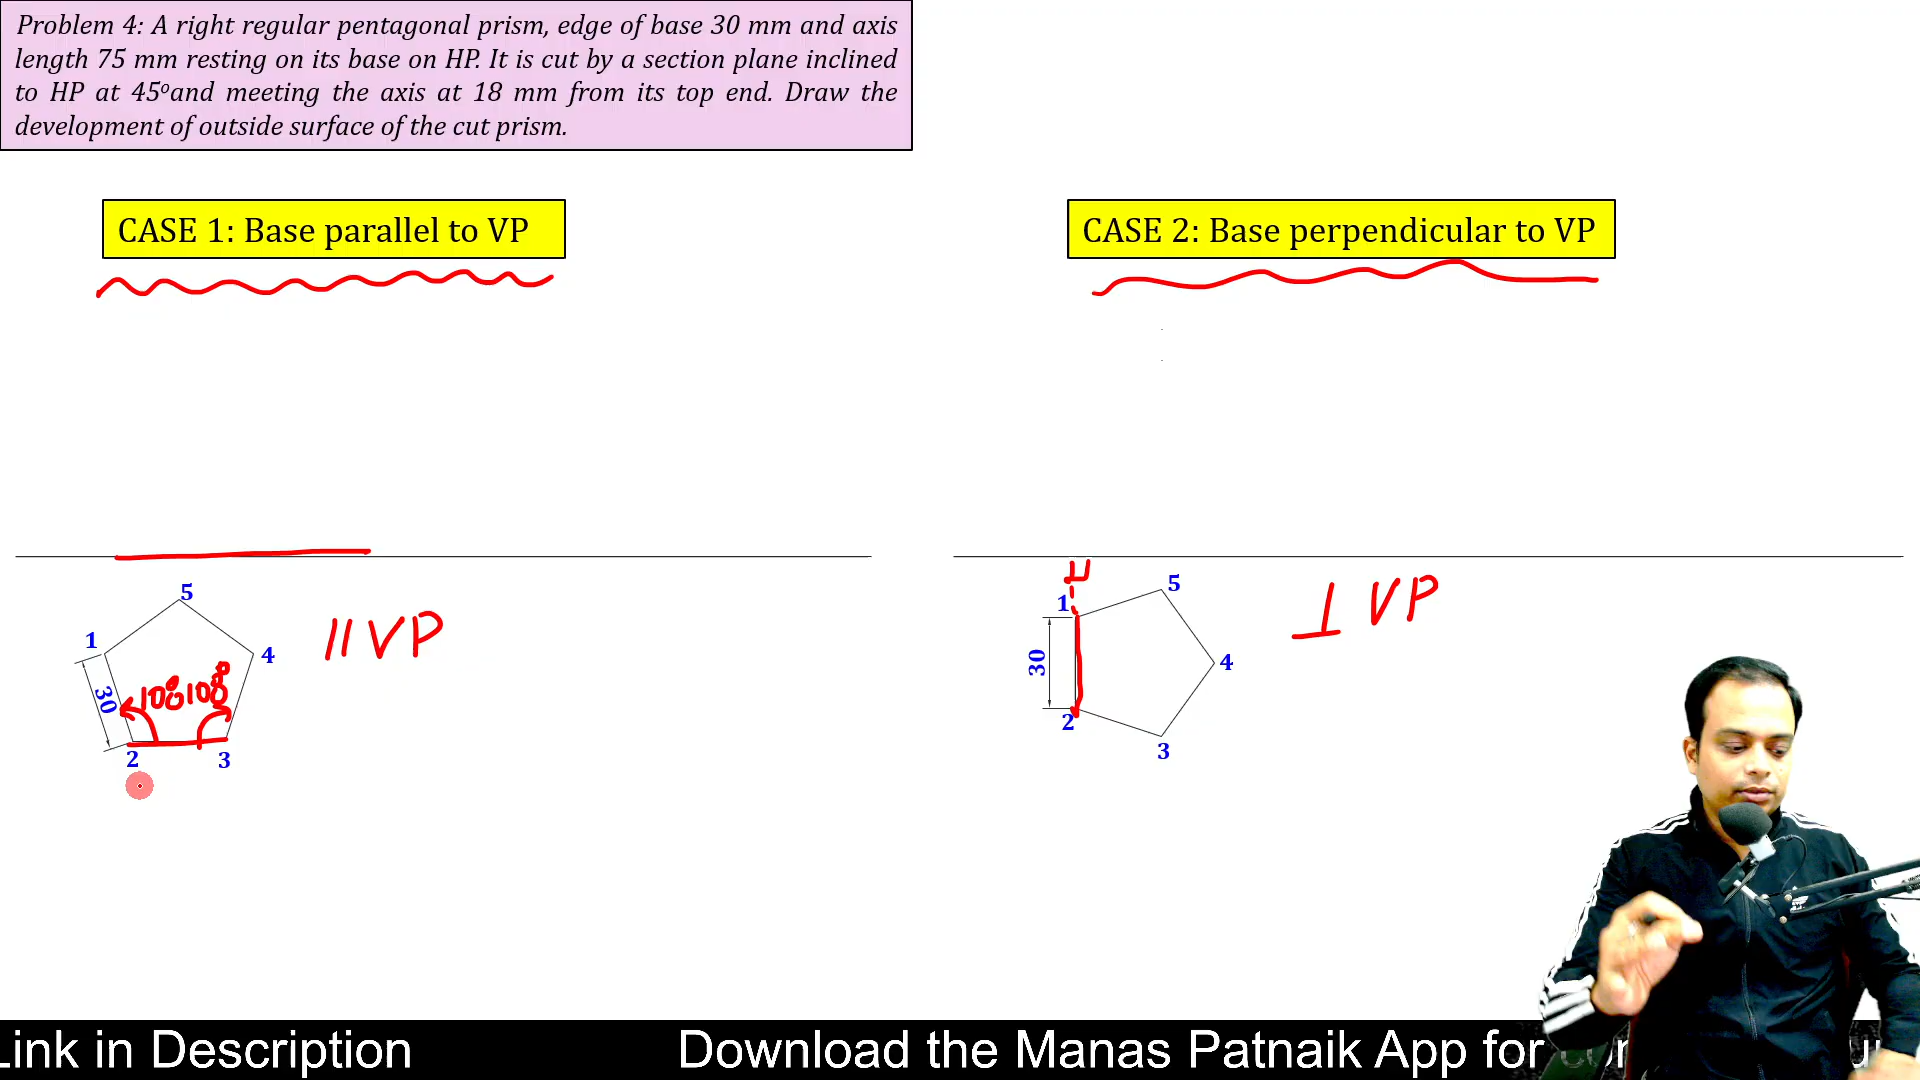 Problem 4: A right regular pentagonal prism, edge of base 30 mm and axis
length 75 mm resting on its base on HP. It is cut by a section plane inclined
to HP at 45oand meeting the axis at 18 mm from its top end. Draw the
development of outside surface of the cut prism.
CASE 1: Base parallel to VP
CASE 2: Base perpendicular to VP
5
1
4
30
108°
108°
2
3
|| VP
1
5
30
4
2
3
⊥ VP
Link in Description
Download the Manas Patnaik App for